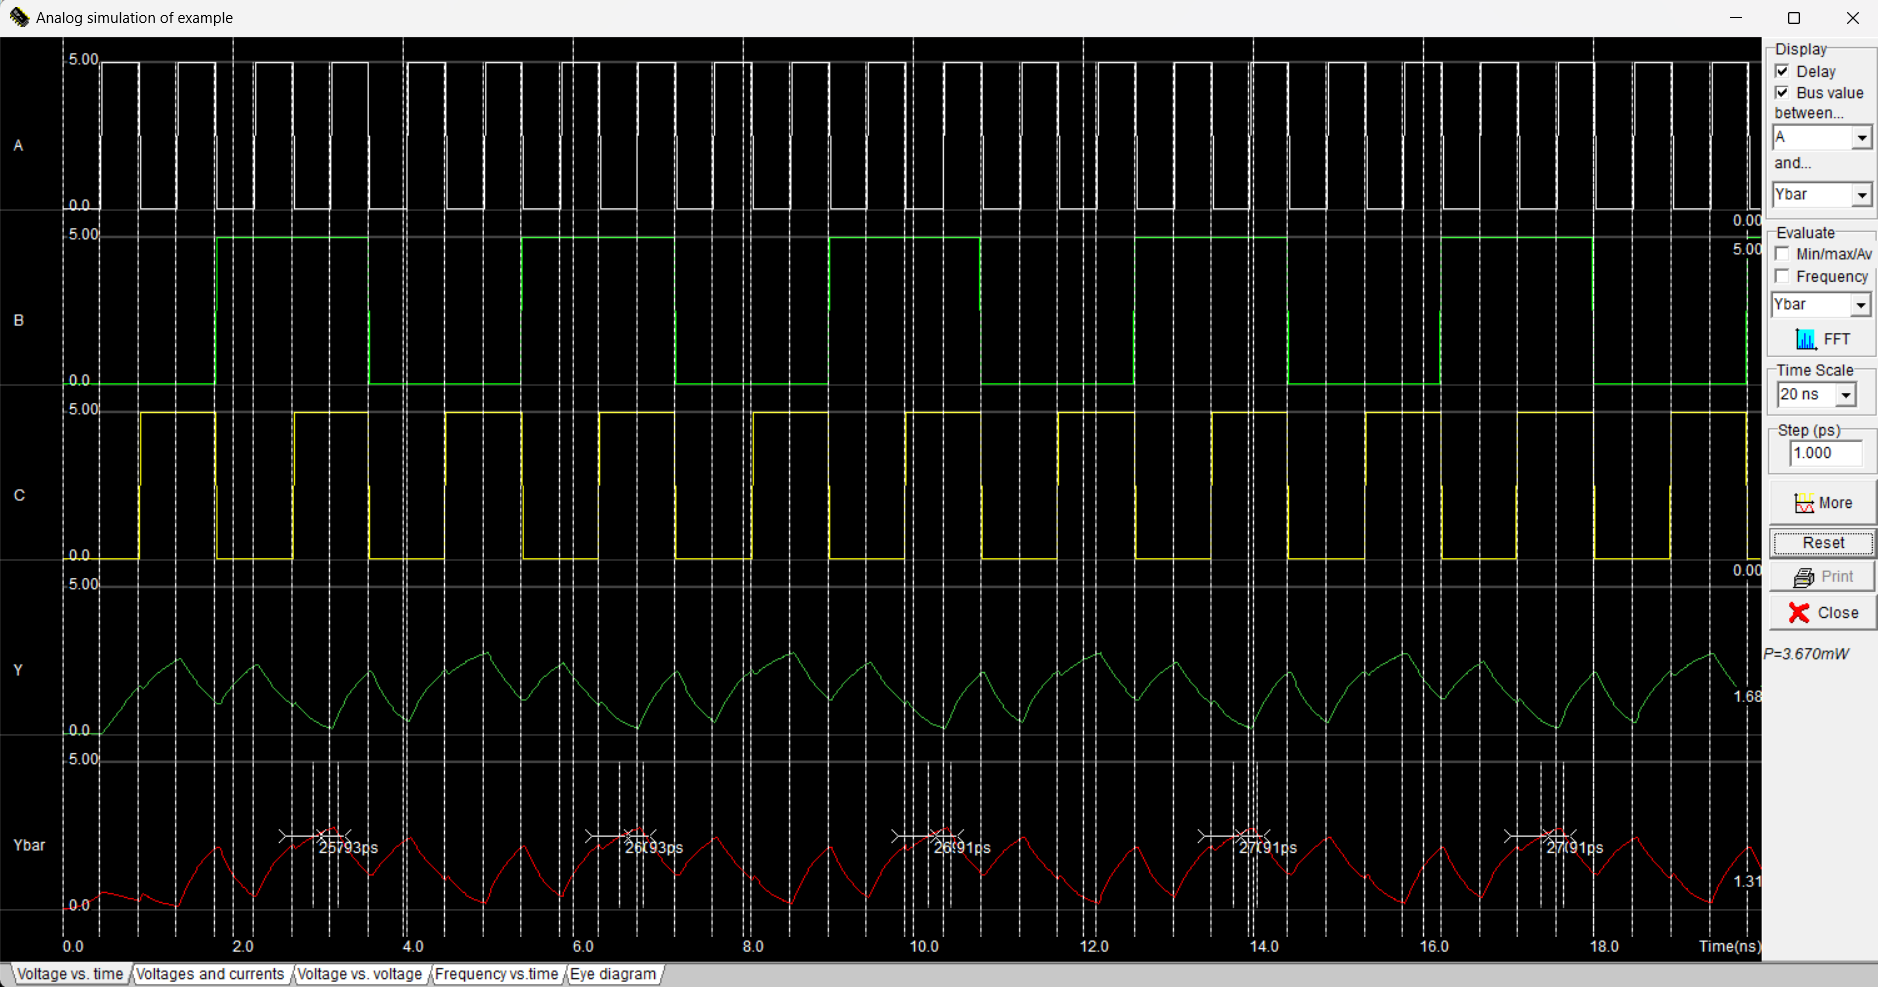 Analog simulation of example
5.00
A
0.0
0.00
5.00
5.00
B
0.0
5.00
C
0.0
0.00
5.00
Y
1.68
0.0
5.00
Ybar
1.31
0.0
0.0 2.0 4.0 6.0 8.0 10.0 12.0 14.0 16.0 18.0 Time(ns)
Voltage vs. time Voltages and currents Voltage vs. voltage Frequency vs.time Eye diagram
Display
Delay
Bus value
between...
A
and...
Ybar
Evaluate
Min/max/Av
Frequency
Ybar
FFT
Time Scale
20 ns
Step (ps)
1.000
More
Reset
Print
Close
P=3.670mW